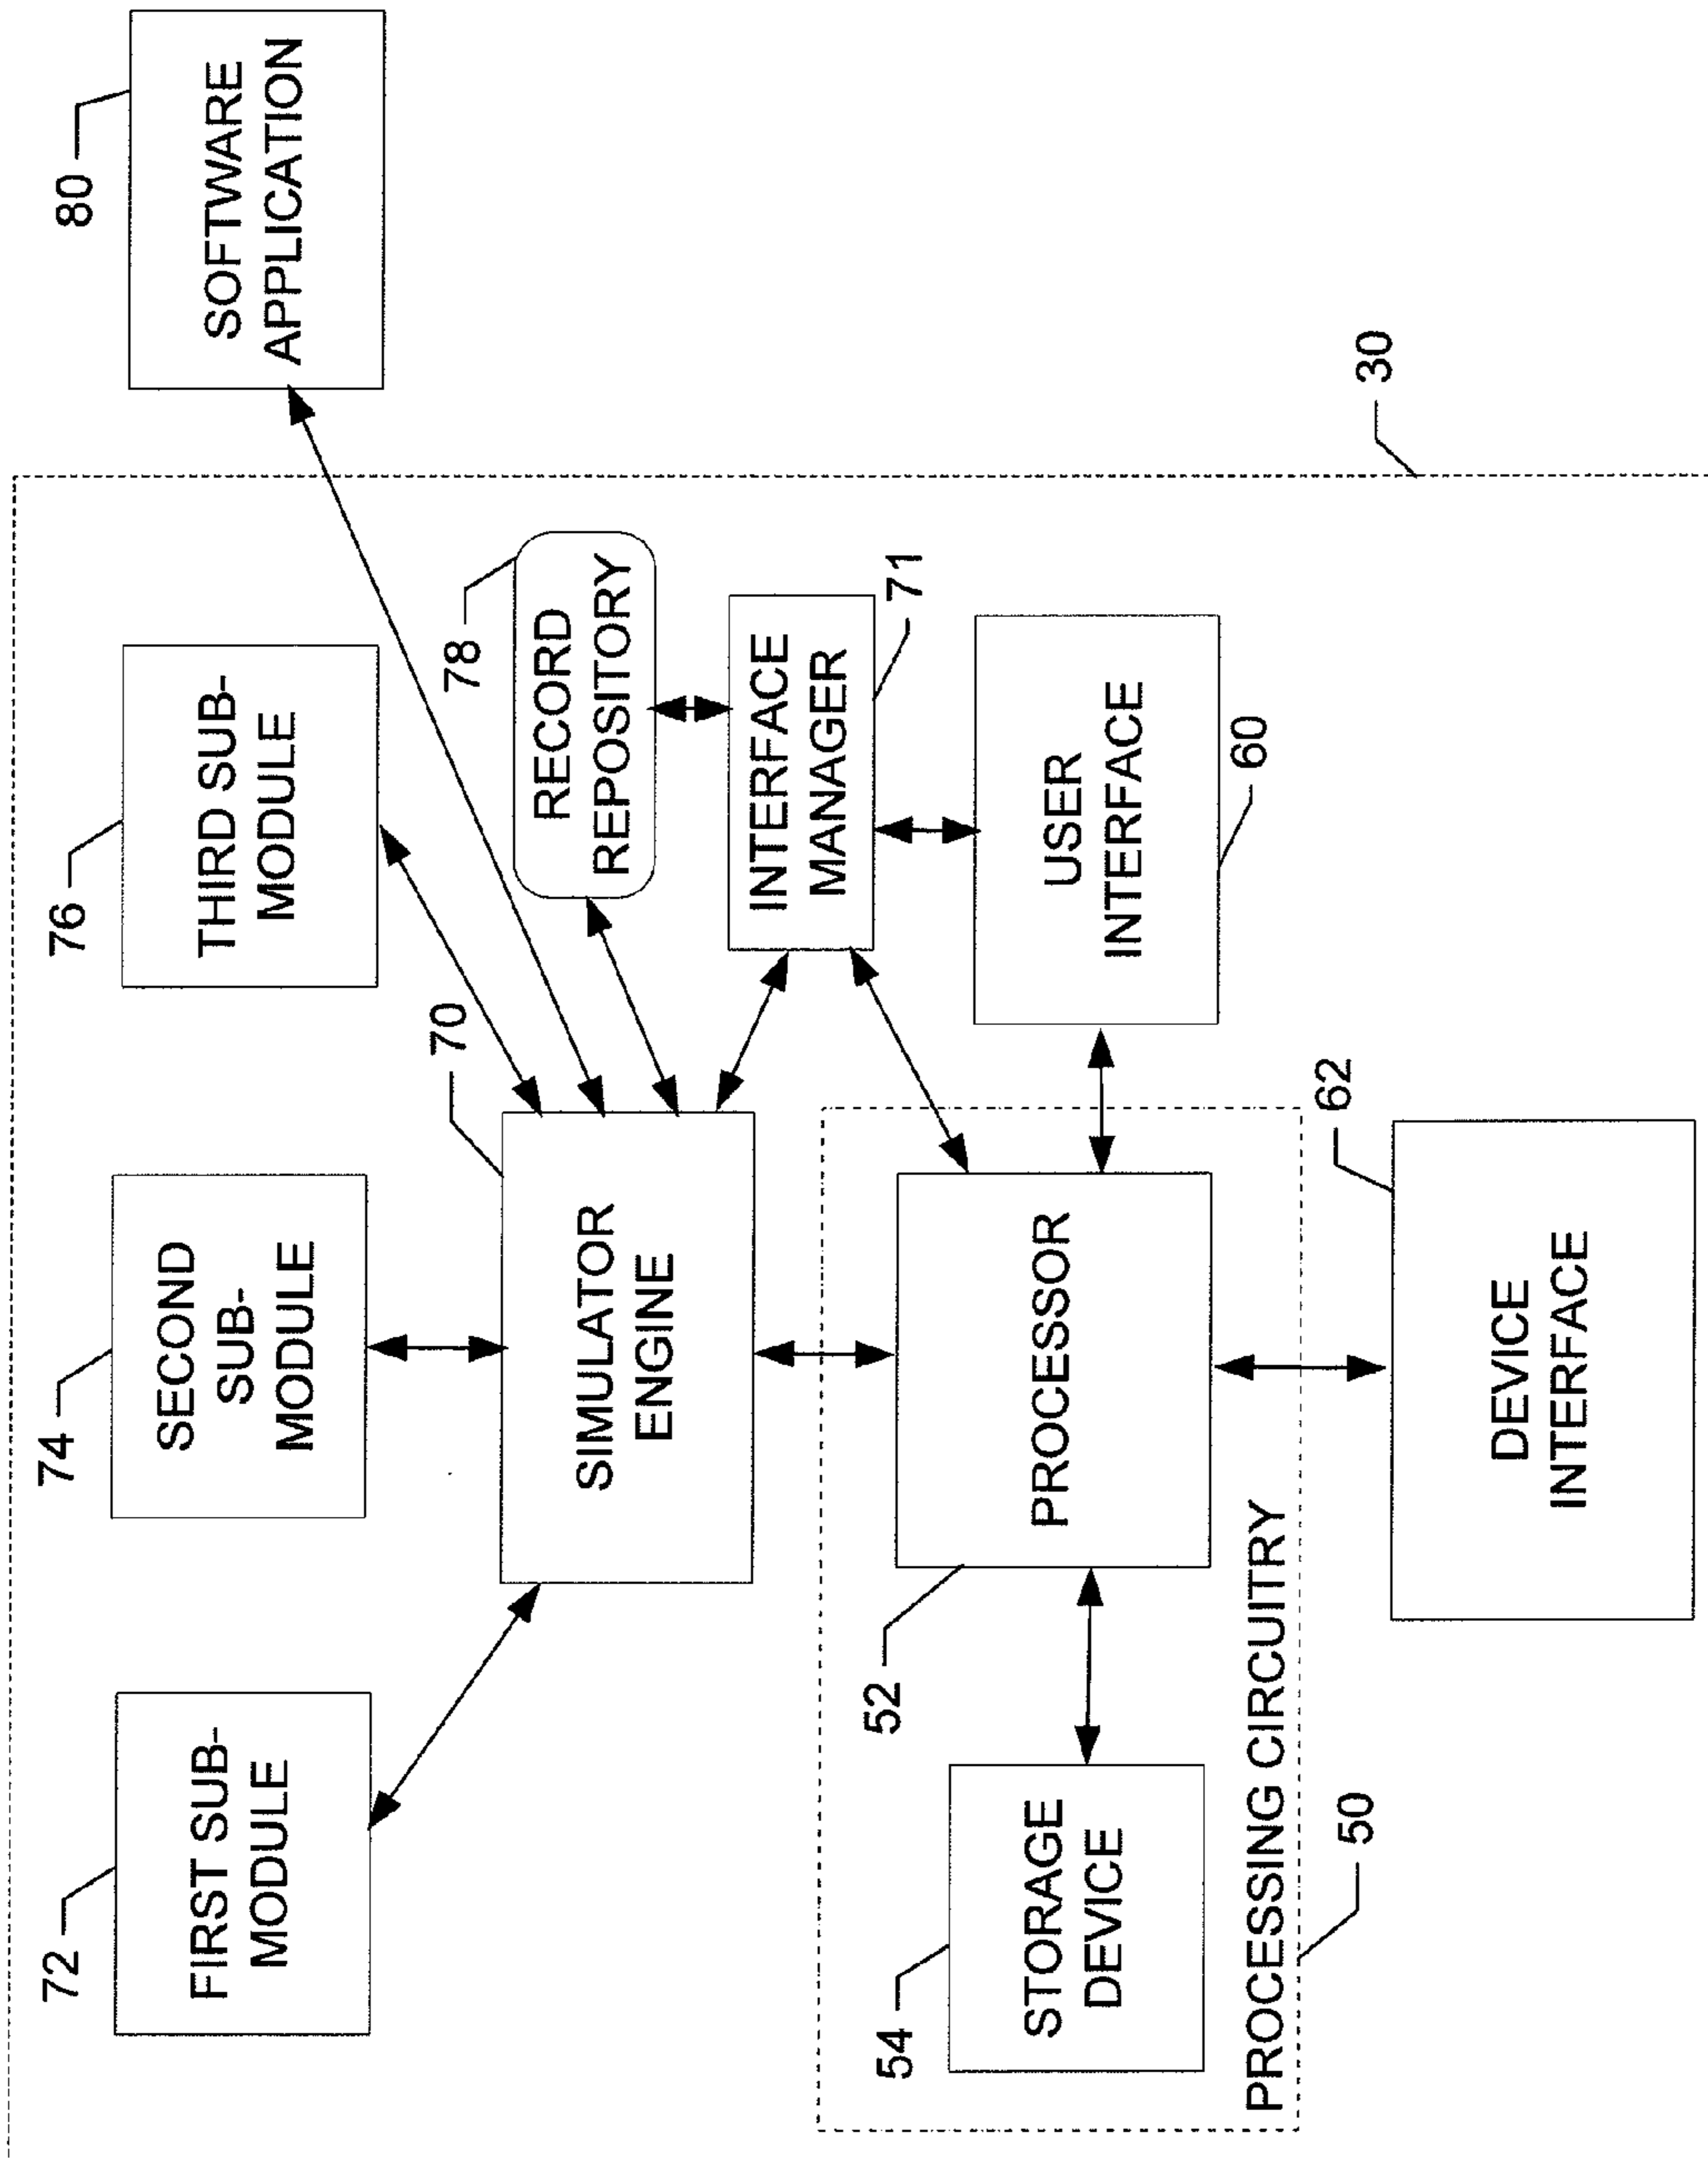 80
SOFTWARE
APPLICATION
76
THIRD SUB-
MODULE
78
RECORD
REPOSITORY
INTERFACE
MANAGER
71
30
74
SECOND
SUB-
MODULE
70
SIMULATOR
ENGINE
USER
INTERFACE
60
72
FIRST SUB-
MODULE
52
PROCESSOR
62
DEVICE
INTERFACE
54
STORAGE
DEVICE
PROCESSING CIRCUITRY
50